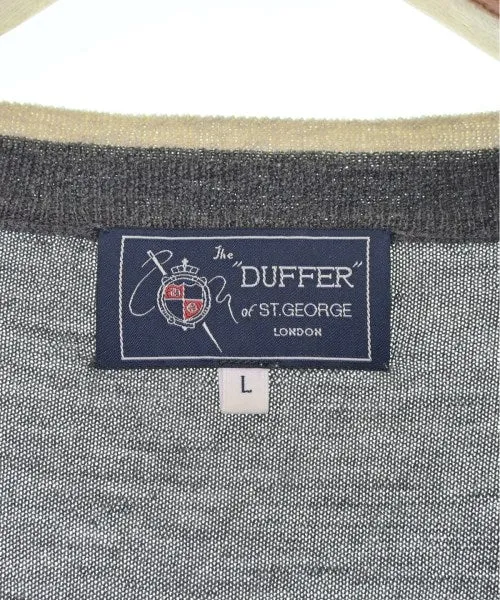 The
"DUFFER"
of ST.GEORGE
LONDON
L